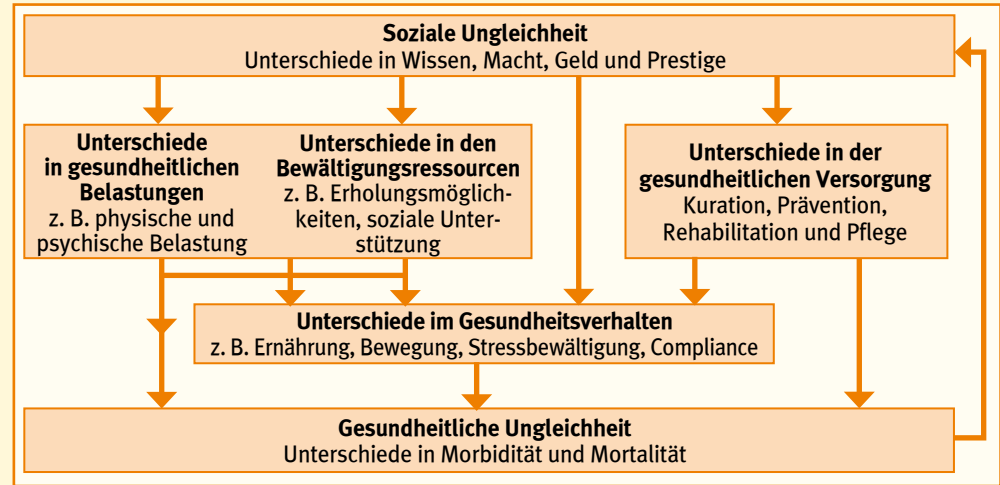 Soziale Ungleichheit
Unterschiede in Wissen, Macht, Geld und Prestige
Unterschiede
in gesundheitlichen
Belastungen
z. B. physische und
psychische Belastung
Unterschiede in den
Bewältigungsressourcen
z. B. Erholungsmöglich-
keiten, soziale Unter-
stützung
Unterschiede in der
gesundheitlichen Versorgung
Kuration, Prävention,
Rehabilitation und Pflege
Unterschiede im Gesundheitsverhalten
z. B. Ernährung, Bewegung, Stressbewältigung, Compliance
Gesundheitliche Ungleichheit
Unterschiede in Morbidität und Mortalität